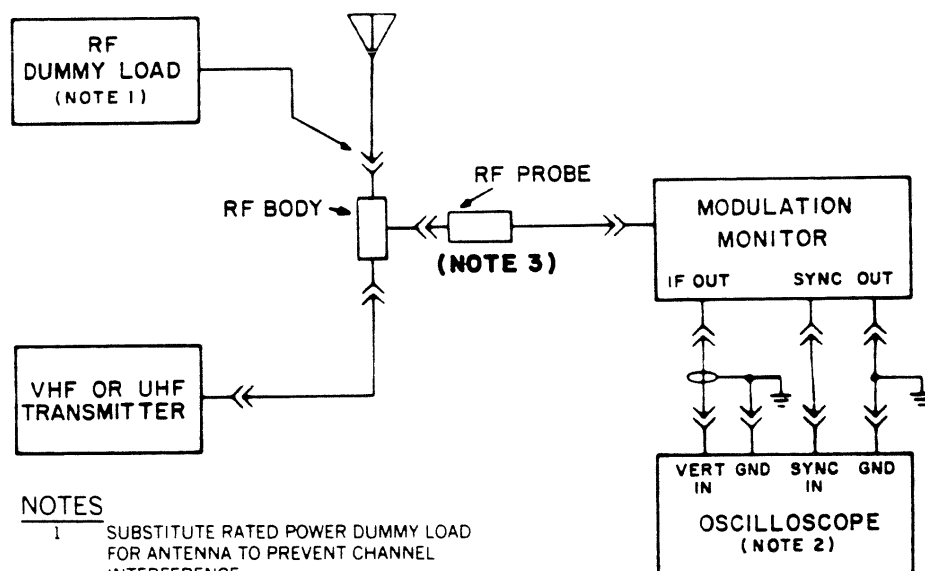 RF
DUMMY LOAD
(NOTE 1)
RF PROBE
RF BODY
(NOTE 3)
MODULATION
MONITOR
IF OUT SYNC OUT
VHF OR UHF
TRANSMITTER
VERT GND SYNC GND
IN IN
OSCILLOSCOPE
(NOTE 2)
NOTES
1 SUBSTITUTE RATED POWER DUMMY LOAD
FOR ANTENNA TO PREVENT CHANNEL
INTERFERENCE